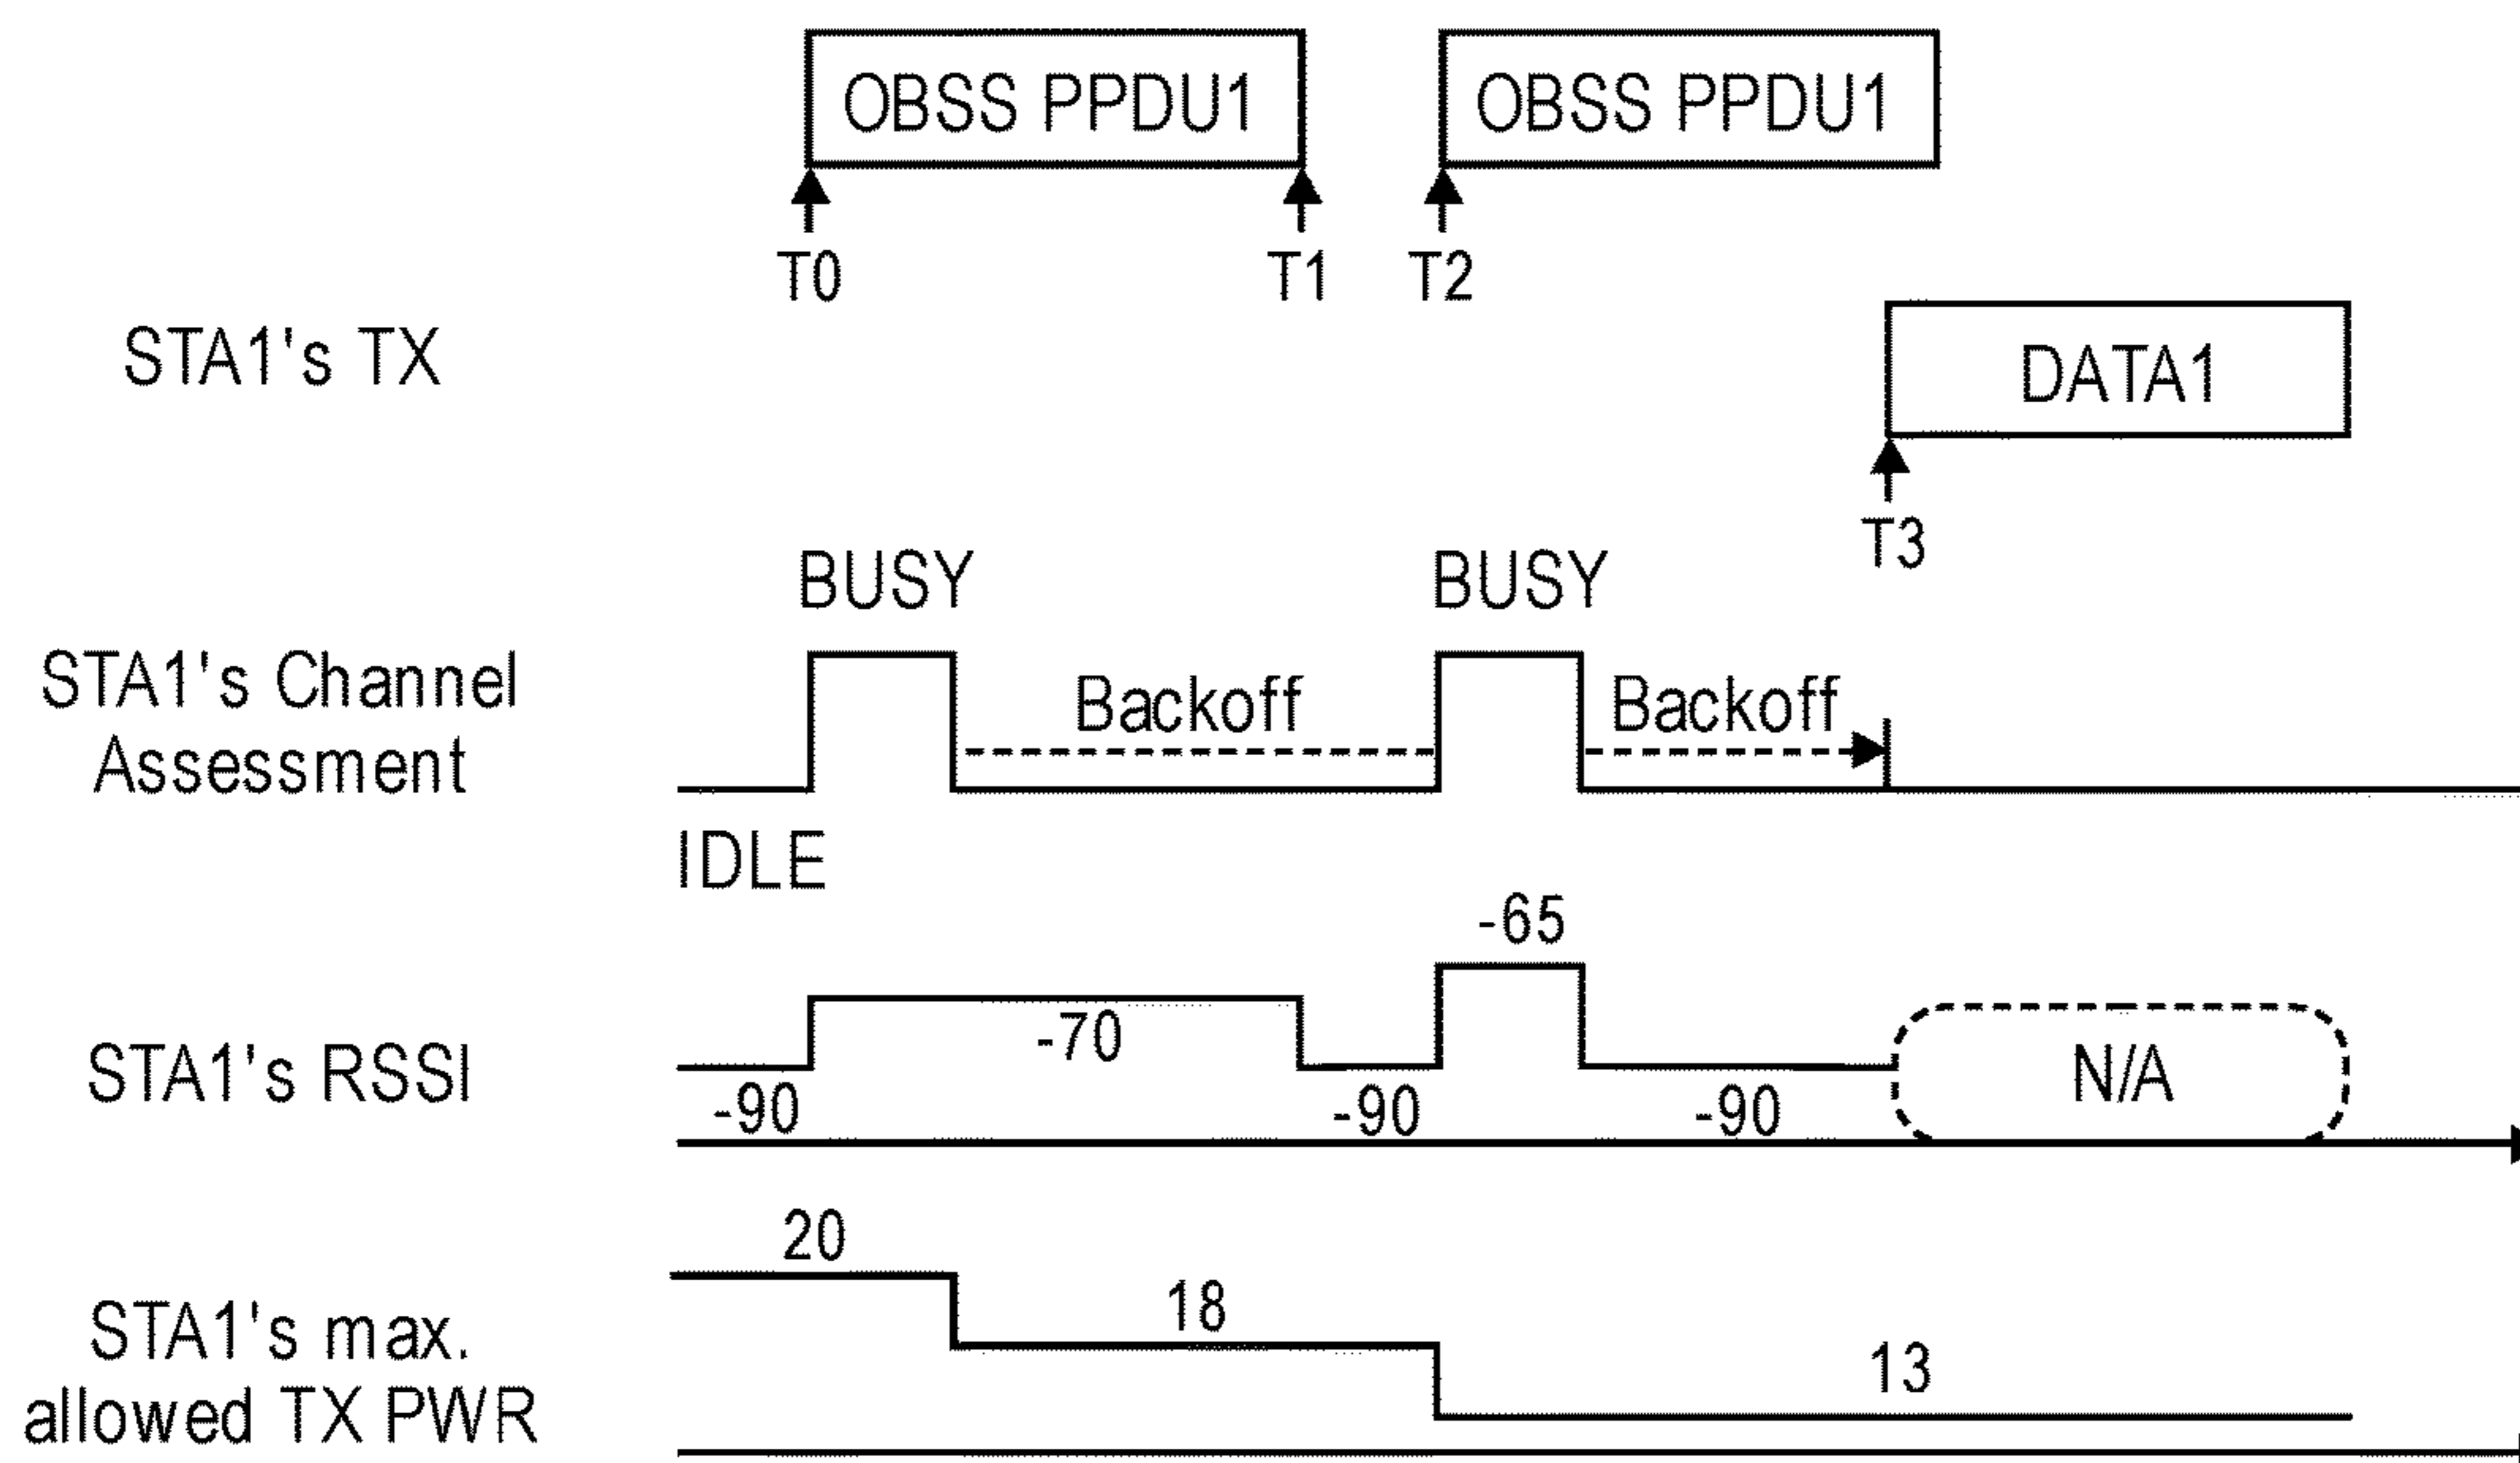 OBSS PPDU1 OBSS PPDU1
T0 T1 T2
STA1's TX DATA1
T3
BUSY BUSY
STA1's Channel
Assessment
Backoff Backoff
IDLE
-65
STA1's RSSI
-70
-90 -90 -90
N/A
20
18
13
STA1's max.
allowed TX PWR